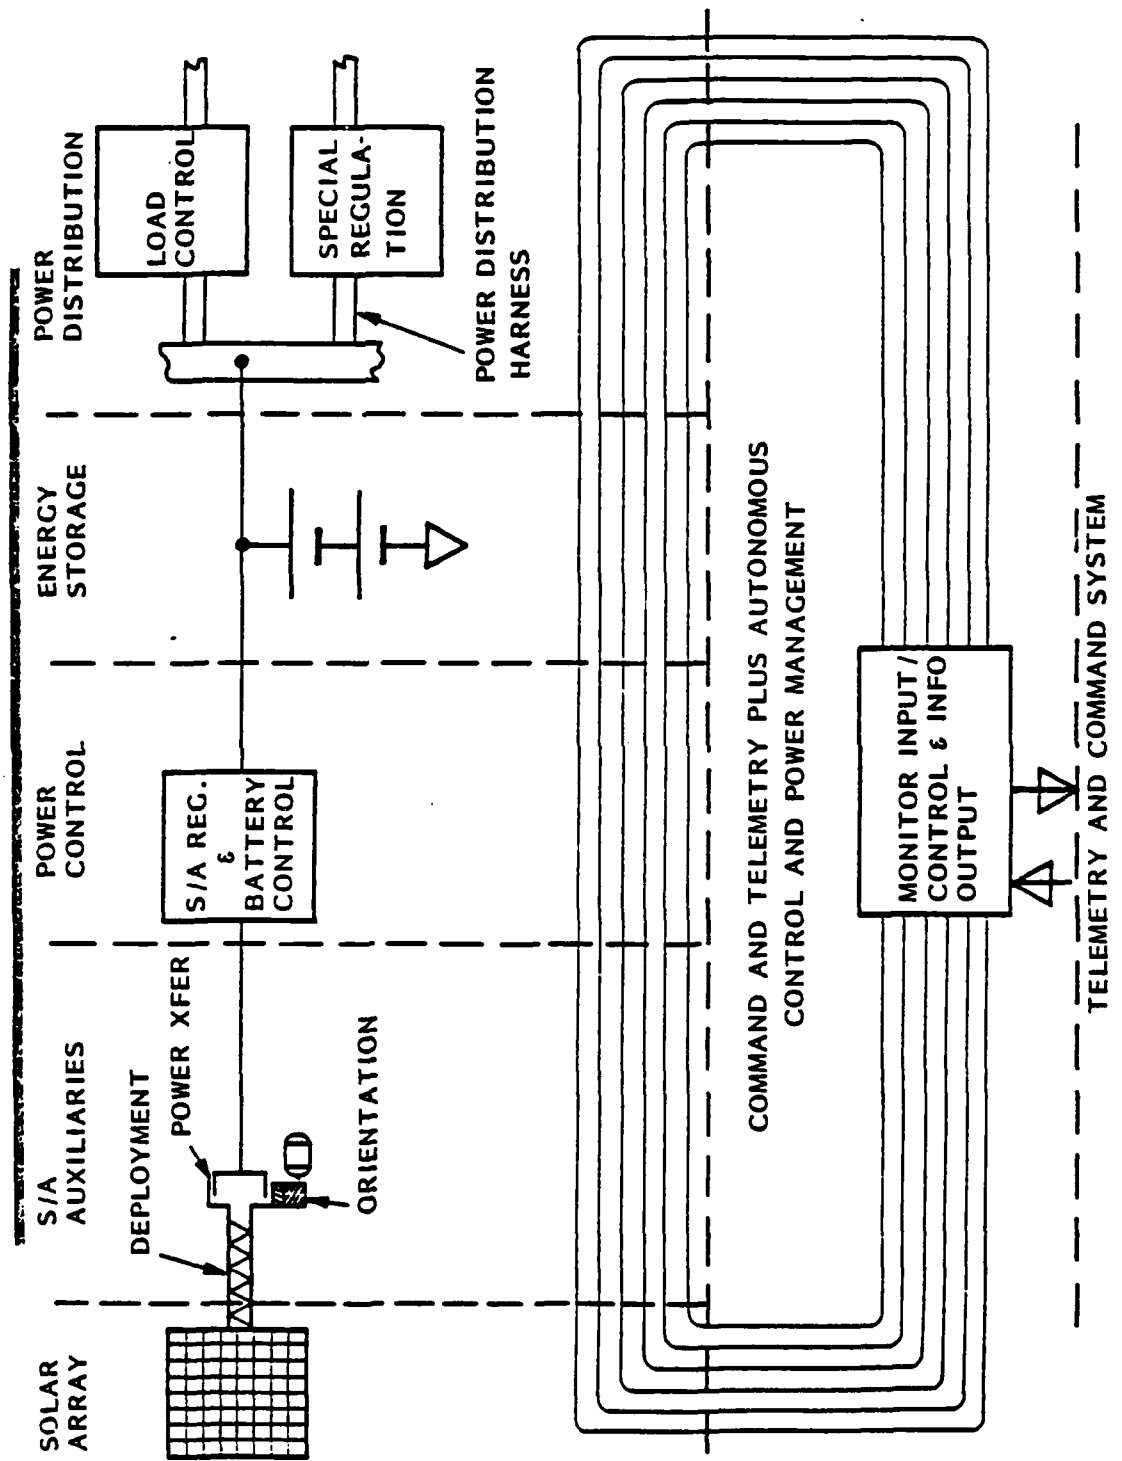 SOLAR
ARRAY
S/A
AUXILIARIES
POWER
CONTROL
ENERGY
STORAGE
POWER
DISTRIBUTION
DEPLOYMENT
POWER XFER
ORIENTATION
S/A REG.
&
BATTERY
CONTROL
LOAD
CONTROL
SPECIAL
REGULA-
TION
POWER DISTRIBUTION
HARNESS
COMMAND AND TELEMETRY PLUS AUTONOMOUS
CONTROL AND POWER MANAGEMENT
MONITOR INPUT/
CONTROL & INFO
OUTPUT
TELEMETRY AND COMMAND SYSTEM